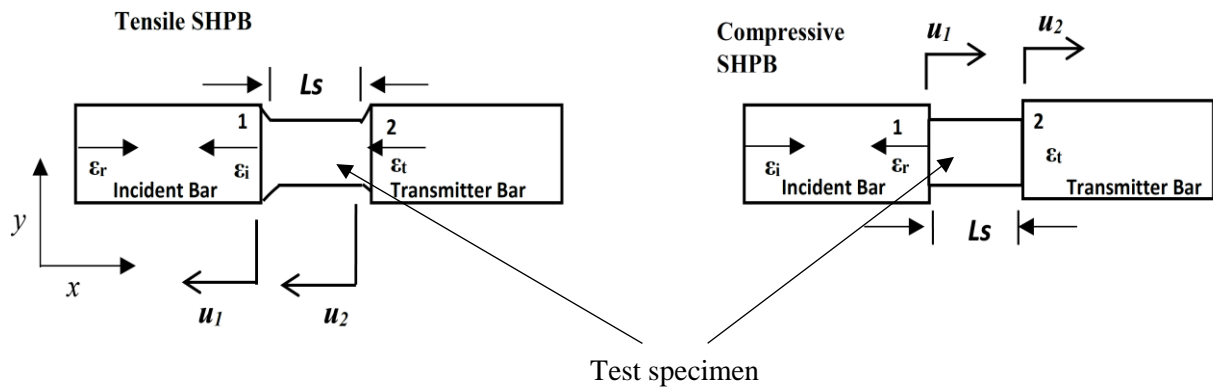 Tensile SHPB
Ls
1
2
εr
εi
εt
Incident Bar
Transmitter Bar
y
x
u1
u2
Compressive
SHPB
u1
u2
1
2
εi
εr
εt
Incident Bar
Transmitter Bar
Ls
Test specimen